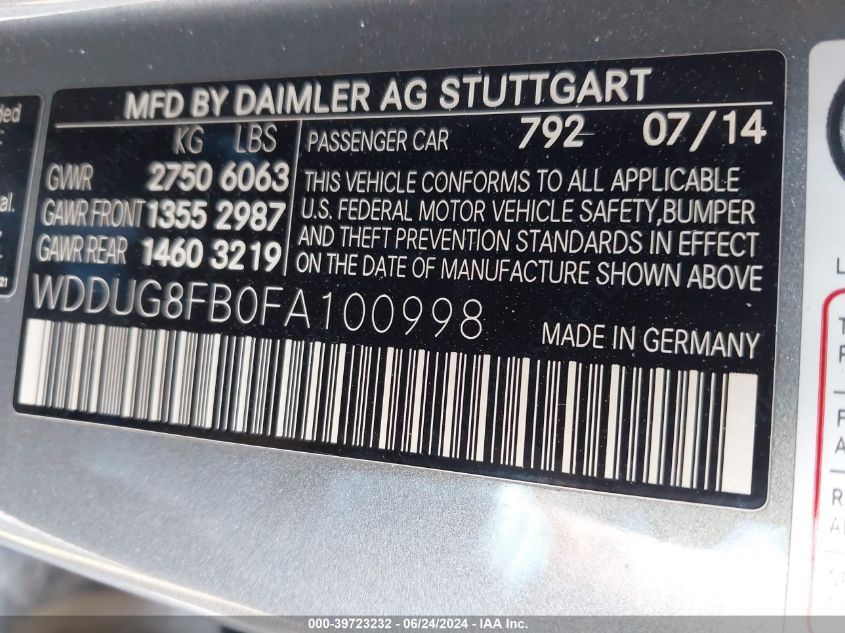 MFD BY DAIMLER AG STUTTGART
KG LBS
GVWR 2750 6063
GAWR FRONT 1355 2987
GAWR REAR 1460 3219
PASSENGER CAR 792 07/14
THIS VEHICLE CONFORMS TO ALL APPLICABLE
U.S. FEDERAL MOTOR VEHICLE SAFETY,BUMPER
AND THEFT PREVENTION STANDARDS IN EFFECT
ON THE DATE OF MANUFACTURE SHOWN ABOVE
WDDUG8FB0FA100998
MADE IN GERMANY
000-39723232 - 06/24/2024 - IAA Inc.